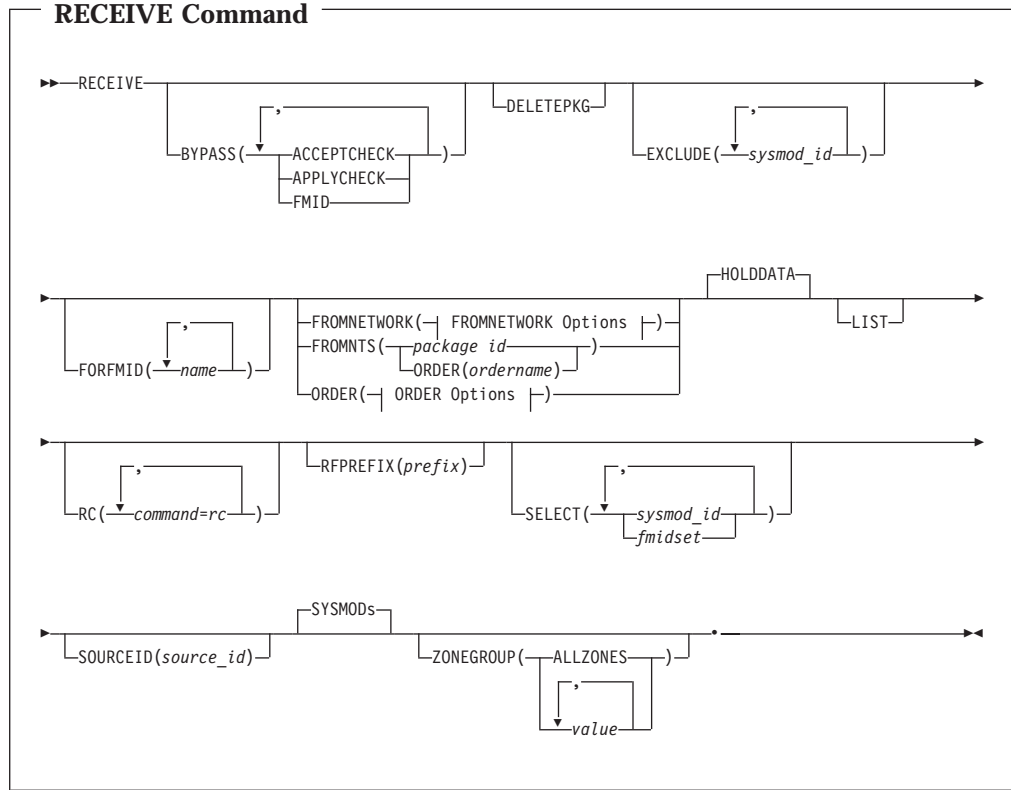 RECEIVE Command
RECEIVE
,
,
DELETEPKG
BYPASS( ACCEPTCHECK )
EXCLUDE( sysmod_id )
APPLYCHECK
FMID
HOLDDATA
,
FROMNETWORK( FROMNETWORK Options )
LIST
FORFMID( name )
FROMNTS( package id )
ORDER(ordername)
ORDER( ORDER Options )
,
,
RFPREFIX(prefix)
RC( command=rc )
SELECT( sysmod_id )
fmidset
SYSMODs
.
SOURCEID(source_id)
ZONEGROUP( ALLZONES )
,
value